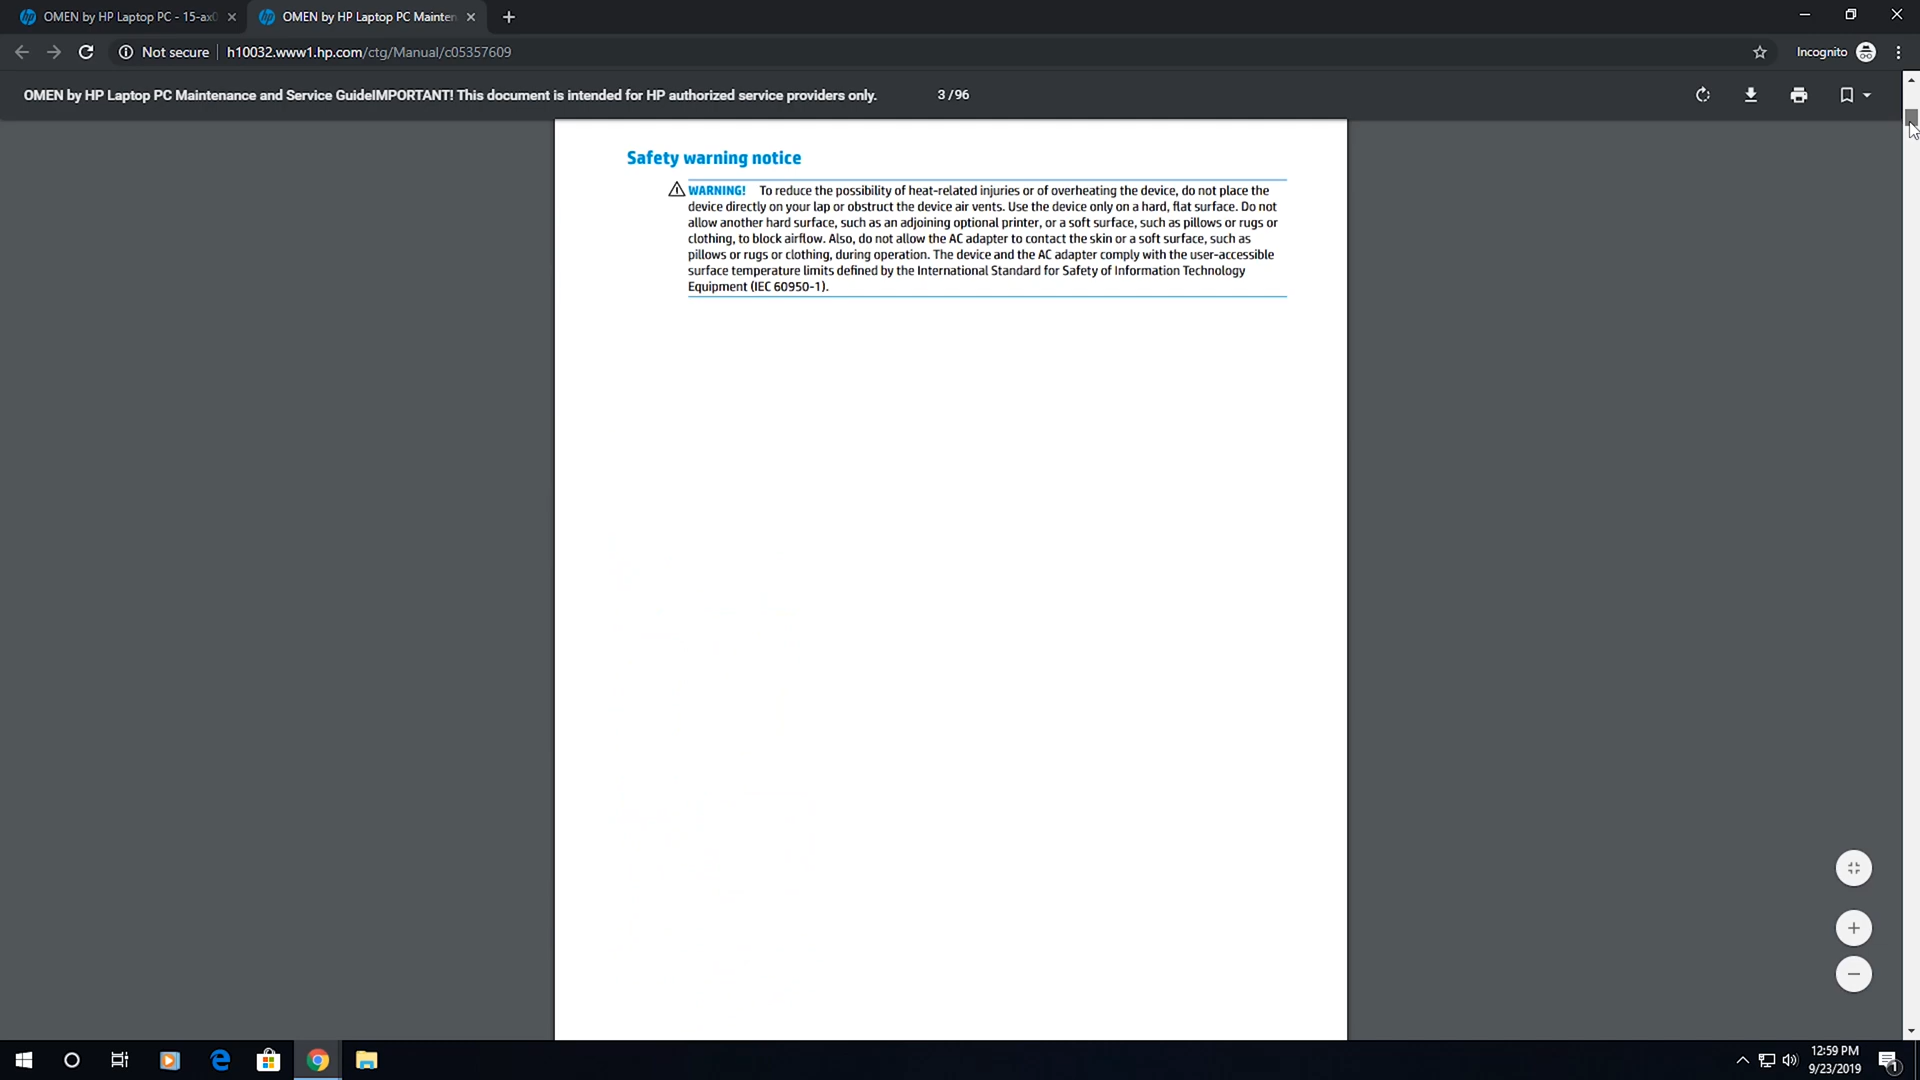 OMEN by HP Laptop PC - 15-ax0
OMEN by HP Laptop PC Mainten
Not secure
h10032.www1.hp.com/ctg/Manual/c05357609
Incognito
OMEN by HP Laptop PC Maintenance and Service GuideIMPORTANT! This document is intended for HP authorized service providers only.
3 / 96
Safety warning notice
WARNING! To reduce the possibility of heat-related injuries or of overheating the device, do not place the
device directly on your lap or obstruct the device air vents. Use the device only on a hard, flat surface. Do not
allow another hard surface, such as an adjoining optional printer, or a soft surface, such as pillows or rugs or
clothing, to block airflow. Also, do not allow the AC adapter to contact the skin or a soft surface, such as
pillows or rugs or clothing, during operation. The device and the AC adapter comply with the user-accessible
surface temperature limits defined by the International Standard for Safety of Information Technology
Equipment (IEC 60950-1).
12:59 PM
9/23/2019
1